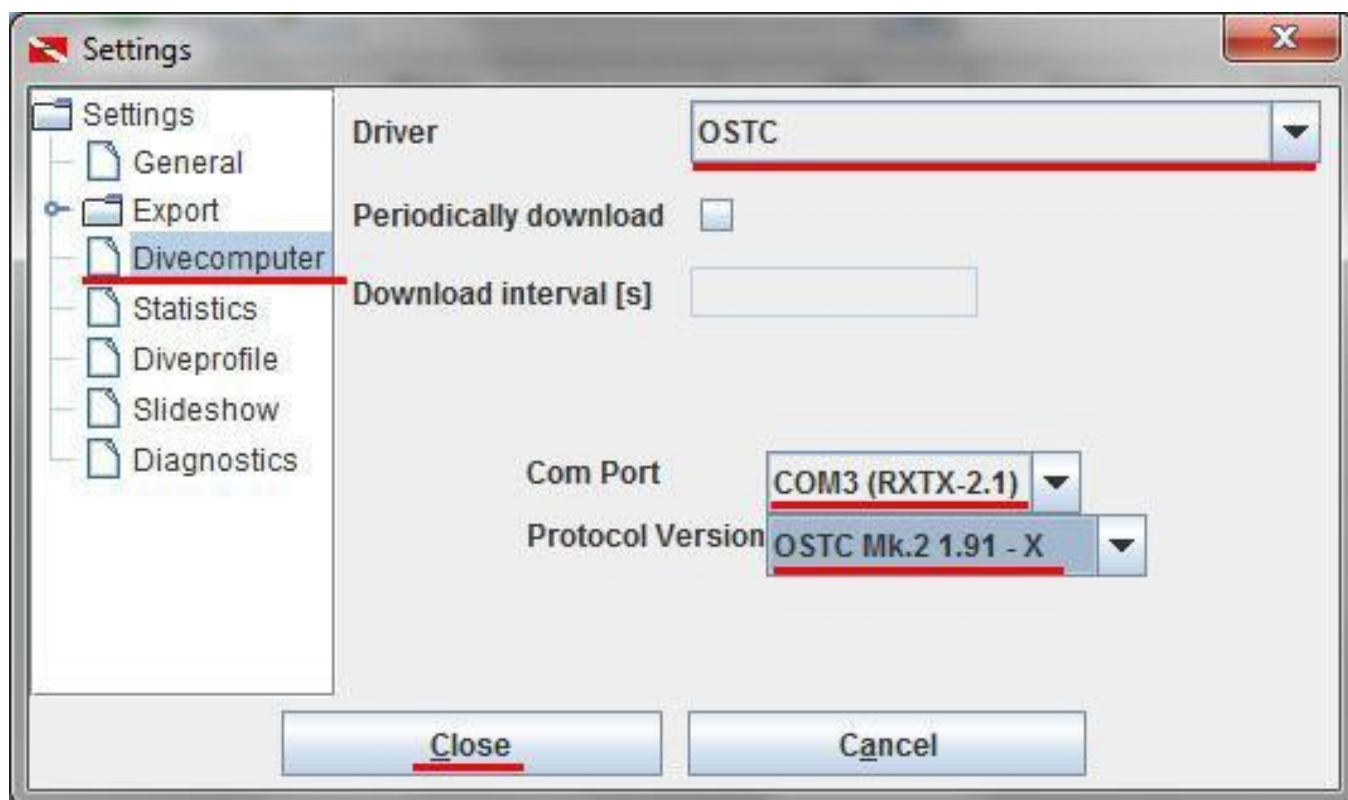 Settings
Settings
General
Export
Divecomputer
Statistics
Diveprofile
Slideshow
Diagnostics
Driver
OSTC
Periodically download
Download interval [s]
Com Port
COM3 (RXTX-2.1)
Protocol Version
OSTC Mk.2 1.91 - X
Close
Cancel